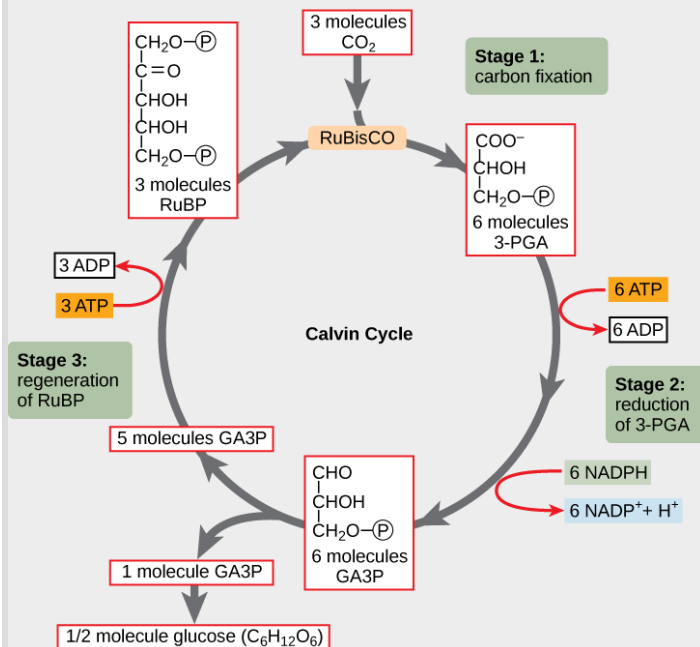 3 molecules
CO₂
Stage 1:
carbon fixation
CH₂O–Ⓟ
C=O
CHOH
CHOH
CH₂O–Ⓟ
3 molecules
RuBP
RuBisCO
COO⁻
CHOH
CH₂O–Ⓟ
6 molecules
3-PGA
3 ADP
3 ATP
6 ATP
6 ADP
Calvin Cycle
Stage 3:
regeneration
of RuBP
Stage 2:
reduction
of 3-PGA
5 molecules GA3P
CHO
CHOH
CH₂O–Ⓟ
6 molecules
GA3P
6 NADPH
6 NADP⁺+ H⁺
1 molecule GA3P
1/2 molecule glucose (C₆H₁₂O₆)